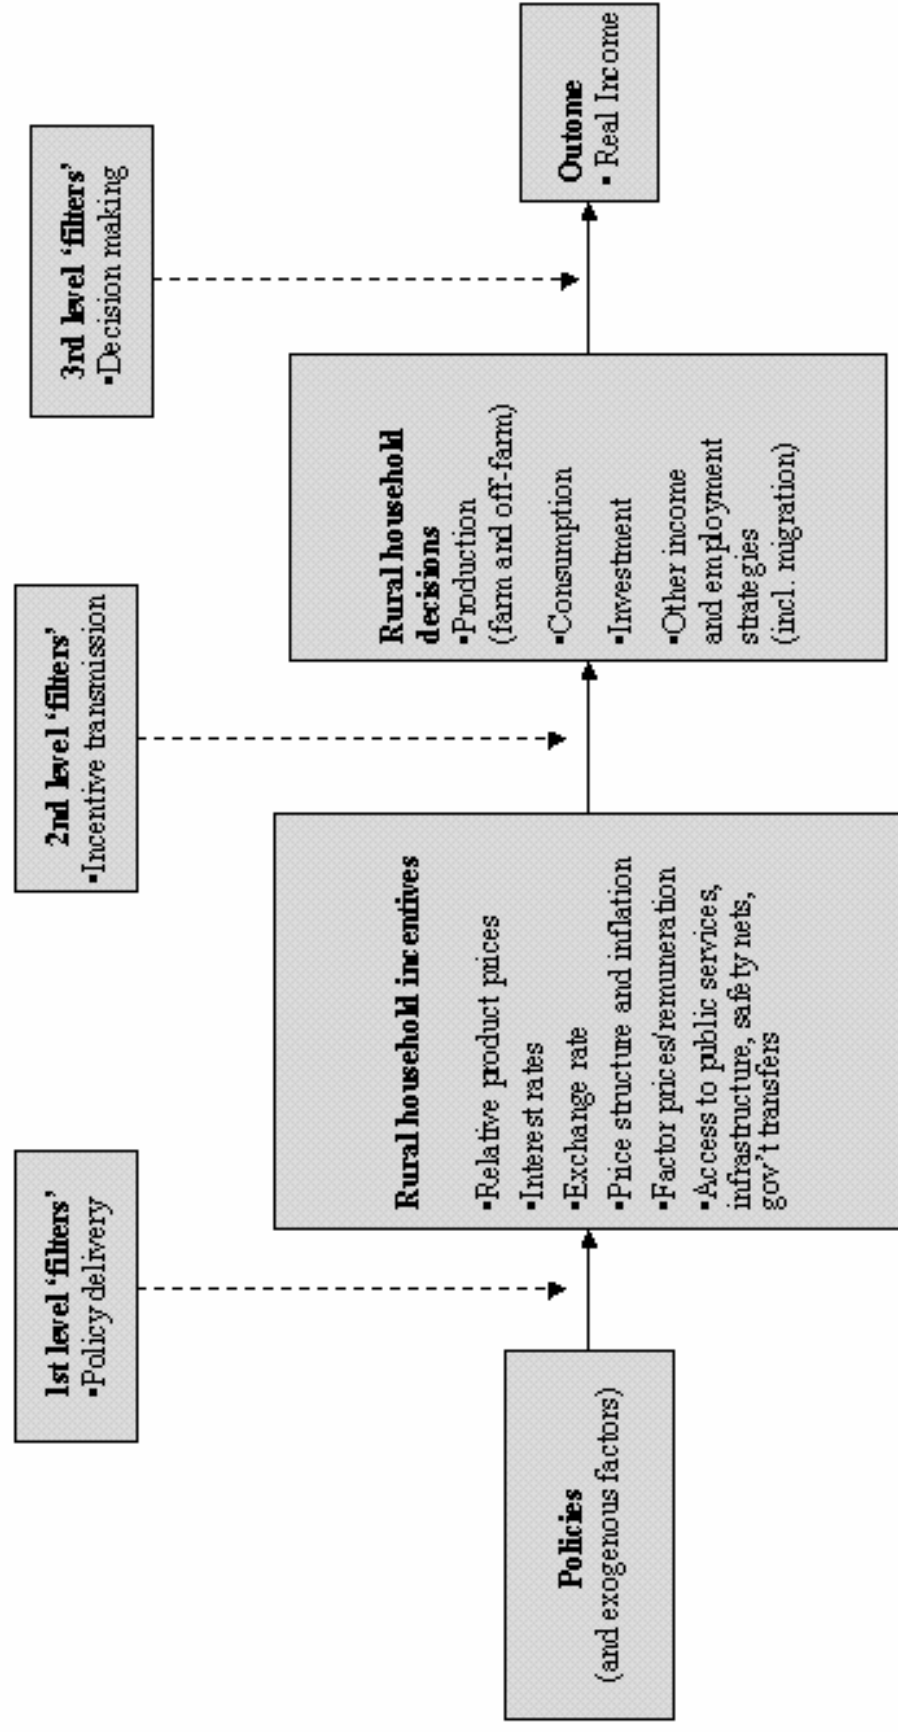 1st level ‘filters’
▪Policy delivery
2nd level ‘filters’
▪Incentive transmission
3rd level ‘filters’
▪Decision making
Policies
(and exogenous factors)
Rural household incentives
▪Relative product prices
▪Interest rates
▪Exchange rate
▪Price structure and inflation
▪Factor prices/remuneration
▪Access to public services,
infrastructure, safety nets,
gov’t transfers
Rural household
decisions
▪Production
(farm and off-farm)
▪Consumption
▪Investment
▪Other income
and employment
strategies
(incl. migration)
Outome
▪ Real Income